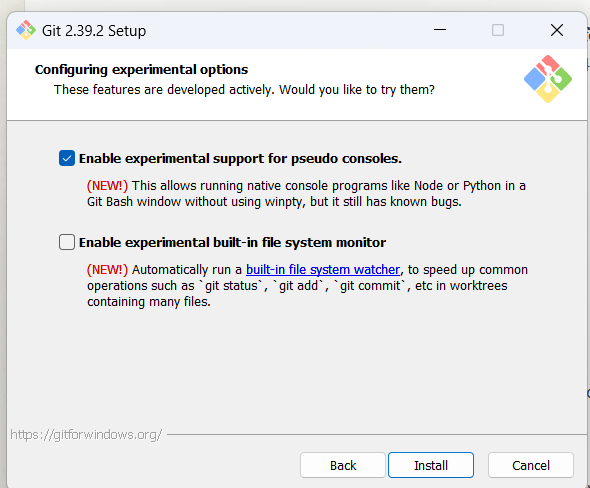 Git 2.39.2 Setup
Configuring experimental options
These features are developed actively. Would you like to try them?
Enable experimental support for pseudo consoles.
(NEW!) This allows running native console programs like Node or Python in a
Git Bash window without using winpty, but it still has known bugs.
Enable experimental built-in file system monitor
(NEW!) Automatically run a built-in file system watcher, to speed up common
operations such as `git status`, `git add`, `git commit`, etc in worktrees
containing many files.
https://gitforwindows.org/
Back
Install
Cancel